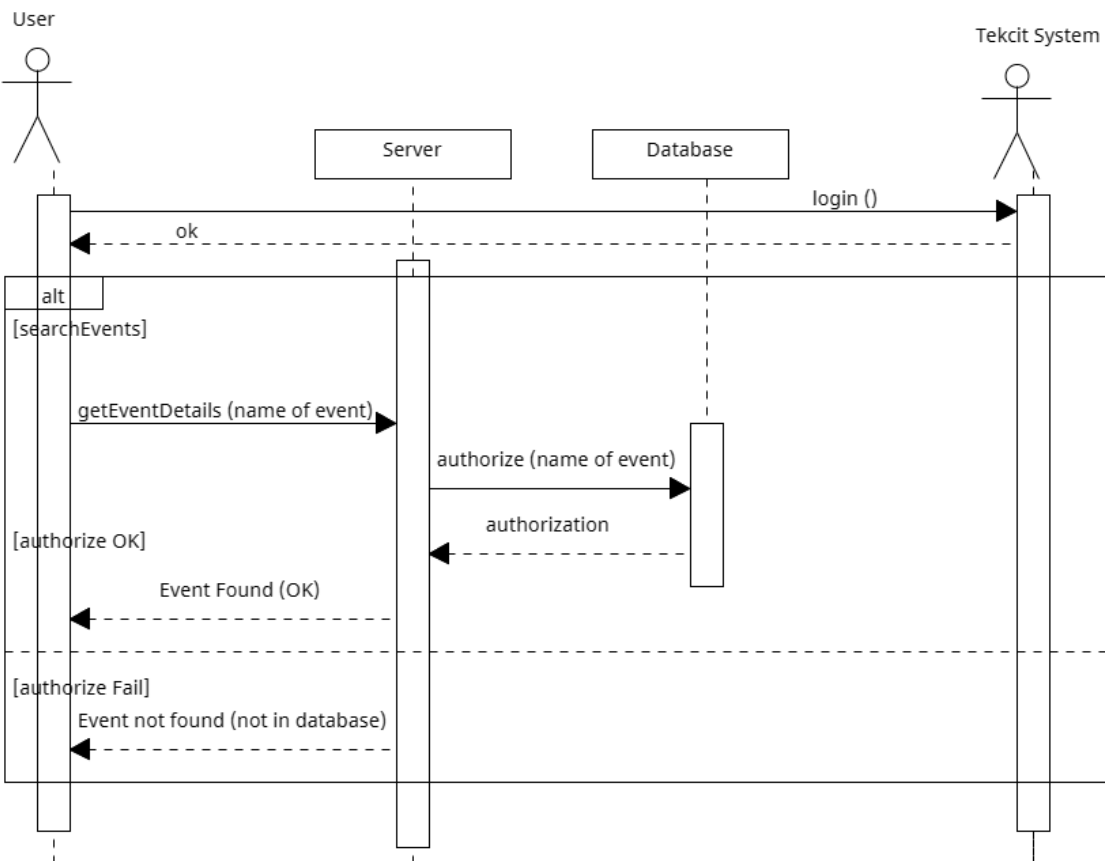 User
Tekcit System
Server
Database
login ()
ok
alt
[searchEvents]
getEventDetails (name of event)
authorize (name of event)
authorization
[authorize OK]
Event Found (OK)
[authorize Fail]
Event not found (not in database)